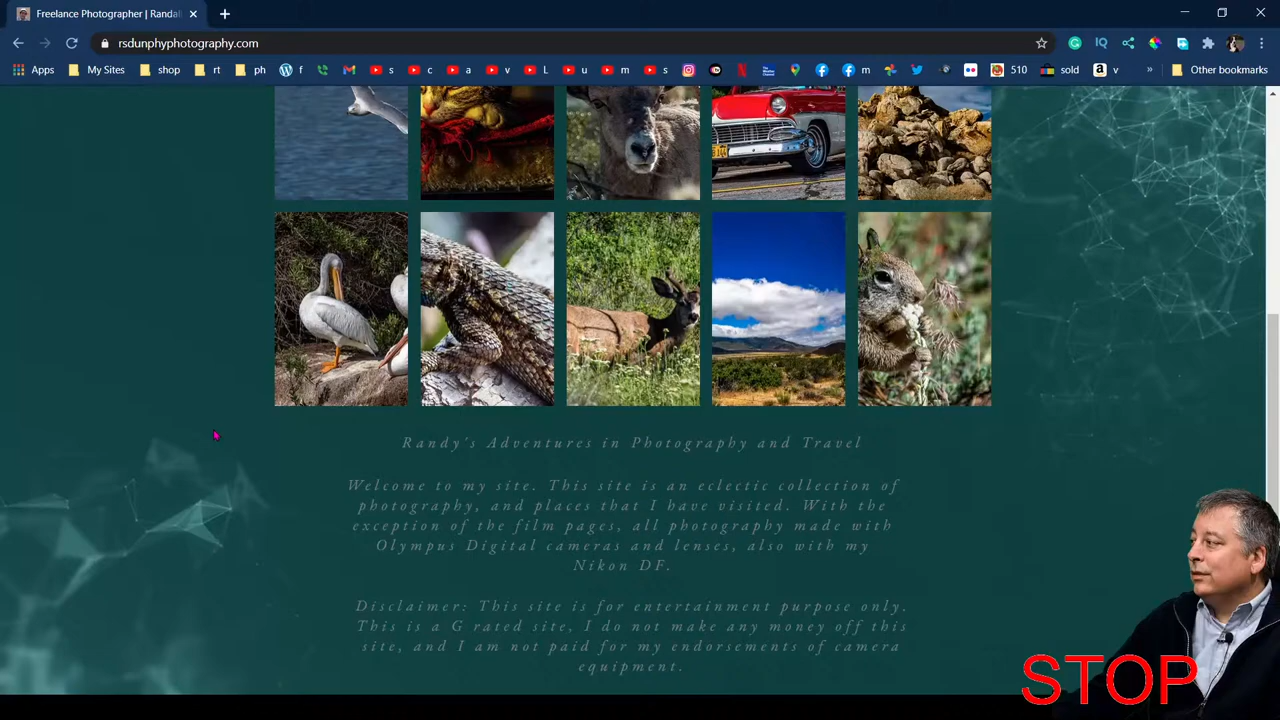 Freelance Photographer | Randal
rsdunphyphotography.com
Apps My Sites shop rt ph f s c a v L u m s m 510 sold v » Other bookmarks
Randy's Adventures in Photography and Travel
Welcome to my site. This site is an eclectic collection of
photography, and places that I have visited. With the
exception of the film pages, all photography made with
Olympus Digital cameras and lenses, also with my
Nikon DF.
Disclaimer: This site is for entertainment purpose only.
This is a G rated site, I do not make any money off this
site, and I am not paid for my endorsements of camera
equipment.
STOP